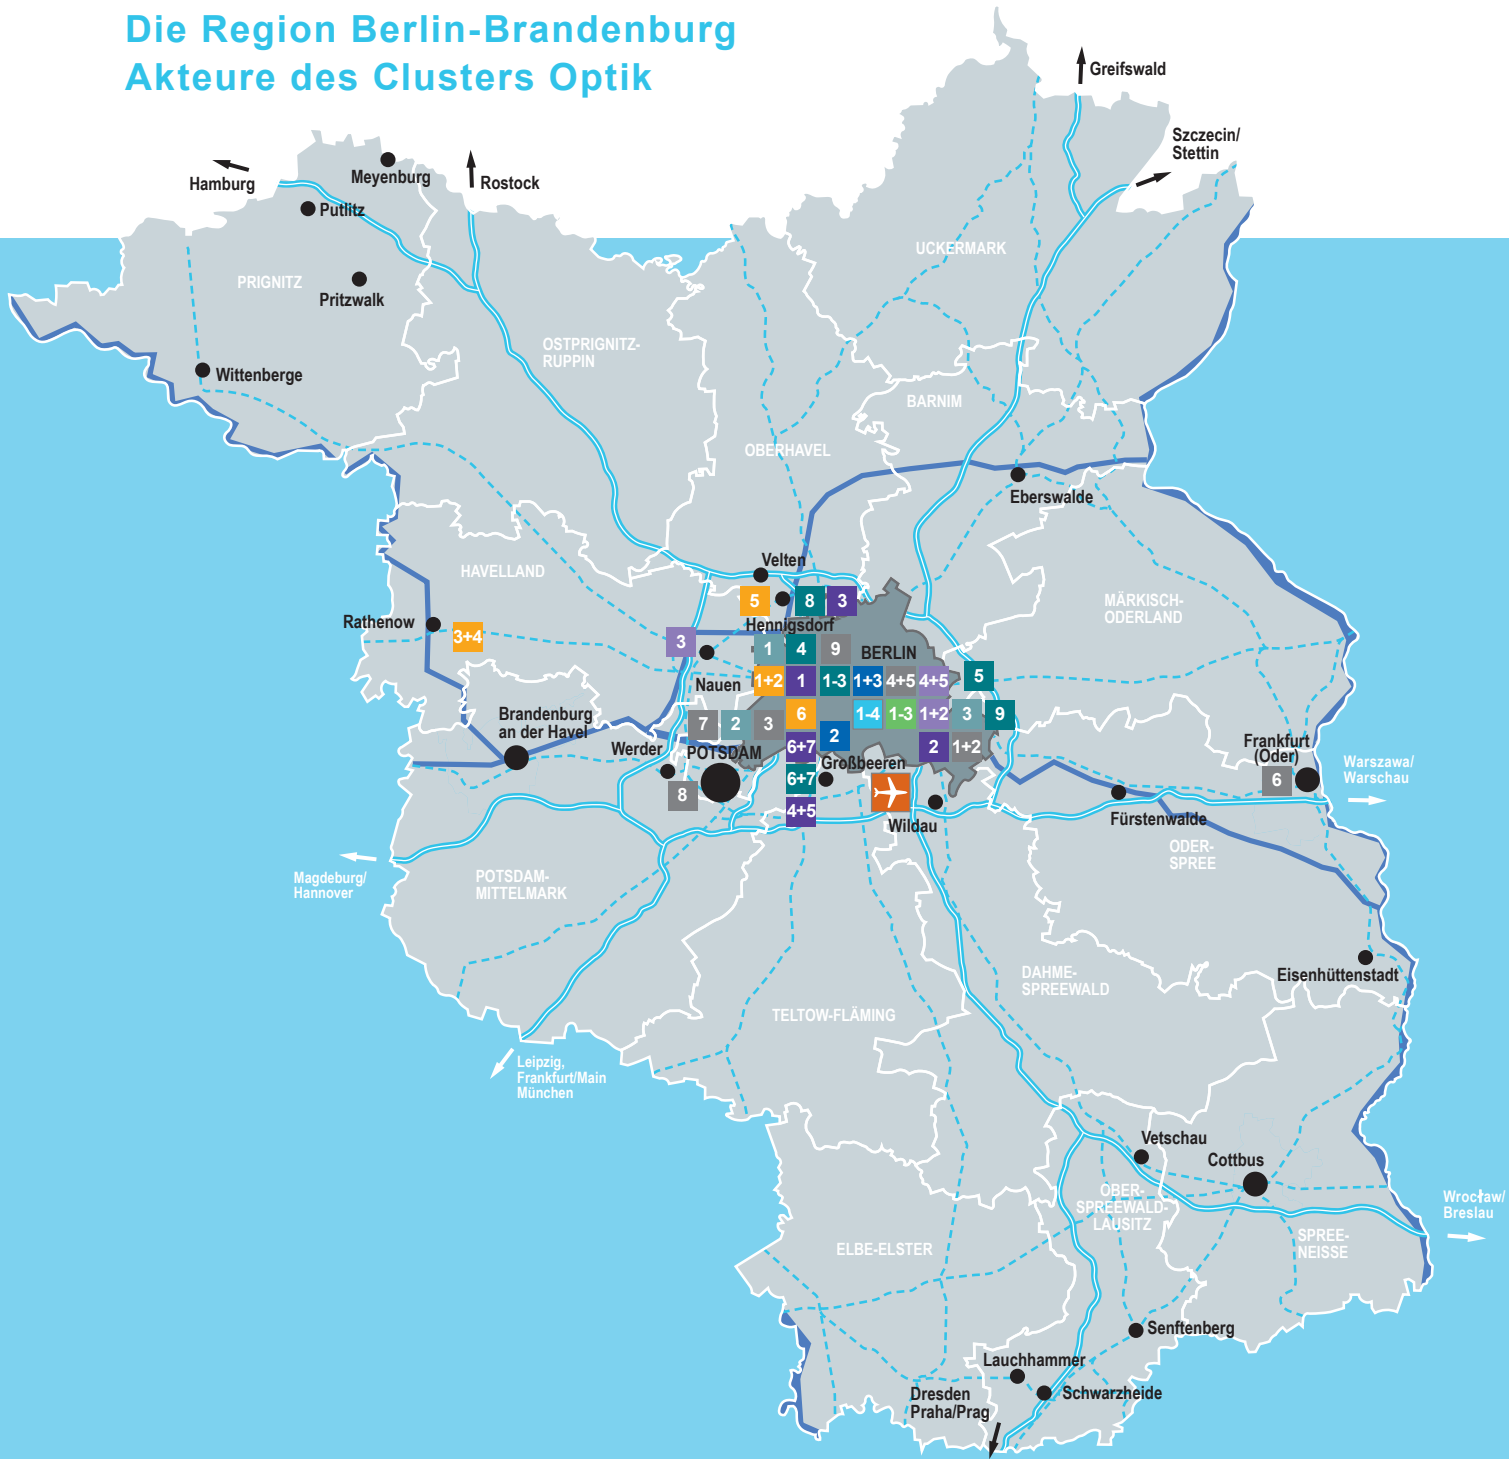 Die Region Berlin-Brandenburg
Akteure des Clusters Optik
Greifswald
Szczecin/
Stettin
Hamburg
Meyenburg
Rostock
Putlitz
UCKERMARK
PRIGNITZ
Pritzwalk
OSTPRIGNITZ-
RUPPIN
Wittenberge
BARNIM
OBERHAVEL
Eberswalde
Velten
HAVELLAND
5
8
3
MÄRKISCH-
ODERLAND
Rathenow
Hennigsdorf
3+4
3
1
4
9
BERLIN
Nauen
1+2
1
1-3
1+3
4+5
4+5
5
Brandenburg
an der Havel
7
2
3
6
1-4
1-3
1+2
3
9
2
Werder
POTSDAM
6+7
2
1+2
Frankfurt
(Oder)
Großbeeren
Warszawa/
Warschau
6+7
6
8
4+5
Wildau
Fürstenwalde
ODER-
SPREE
Magdeburg/
Hannover
POTSDAM-
MITTELMARK
DAHME-
SPREEWALD
Eisenhüttenstadt
TELTOW-FLÄMING
Leipzig,
Frankfurt/Main
München
Vetschau
Cottbus
OBER-
SPREEWALD-
LAUSITZ
Wrocław/
Breslau
ELBE-ELSTER
SPREE-
NEISSE
Senftenberg
Lauchhammer
Schwarzheide
Dresden
Praha/Prag